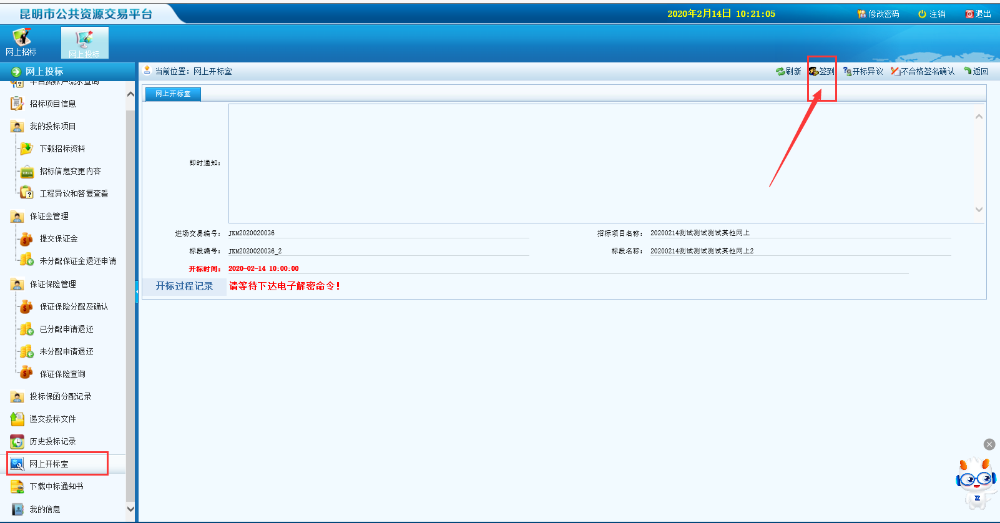 昆明市公共资源交易平台
2020年2月14日 10:21:05
修改密码 注销 退出
网上招标 网上投标
网上投标
当前位置：网上开标室
刷新 签到 开标异议 不合格签名确认 返回
平台费账户流水查询
招标项目信息
我的投标项目
下载招标资料
招标信息变更内容
工程异议和答复查看
保证金管理
提交保证金
未分配保证金退还申请
保证保险管理
保证保险分配及确认
已分配申请退还
未分配申请退还
保证保险查询
投标保函分配记录
递交投标文件
历史投标记录
网上开标室
下载中标通知书
我的信息
网上开标室
即时通知：
进场交易编号： JKM2020020036 招标项目名称： 20200214测试测试测试其他网上
标段编号： JKM2020020036_2 标段名称： 20200214测试测试测试其他网上2
开标时间： 2020-02-14 10:00:00
开标过程记录 请等待下达电子解密命令！
ZZ